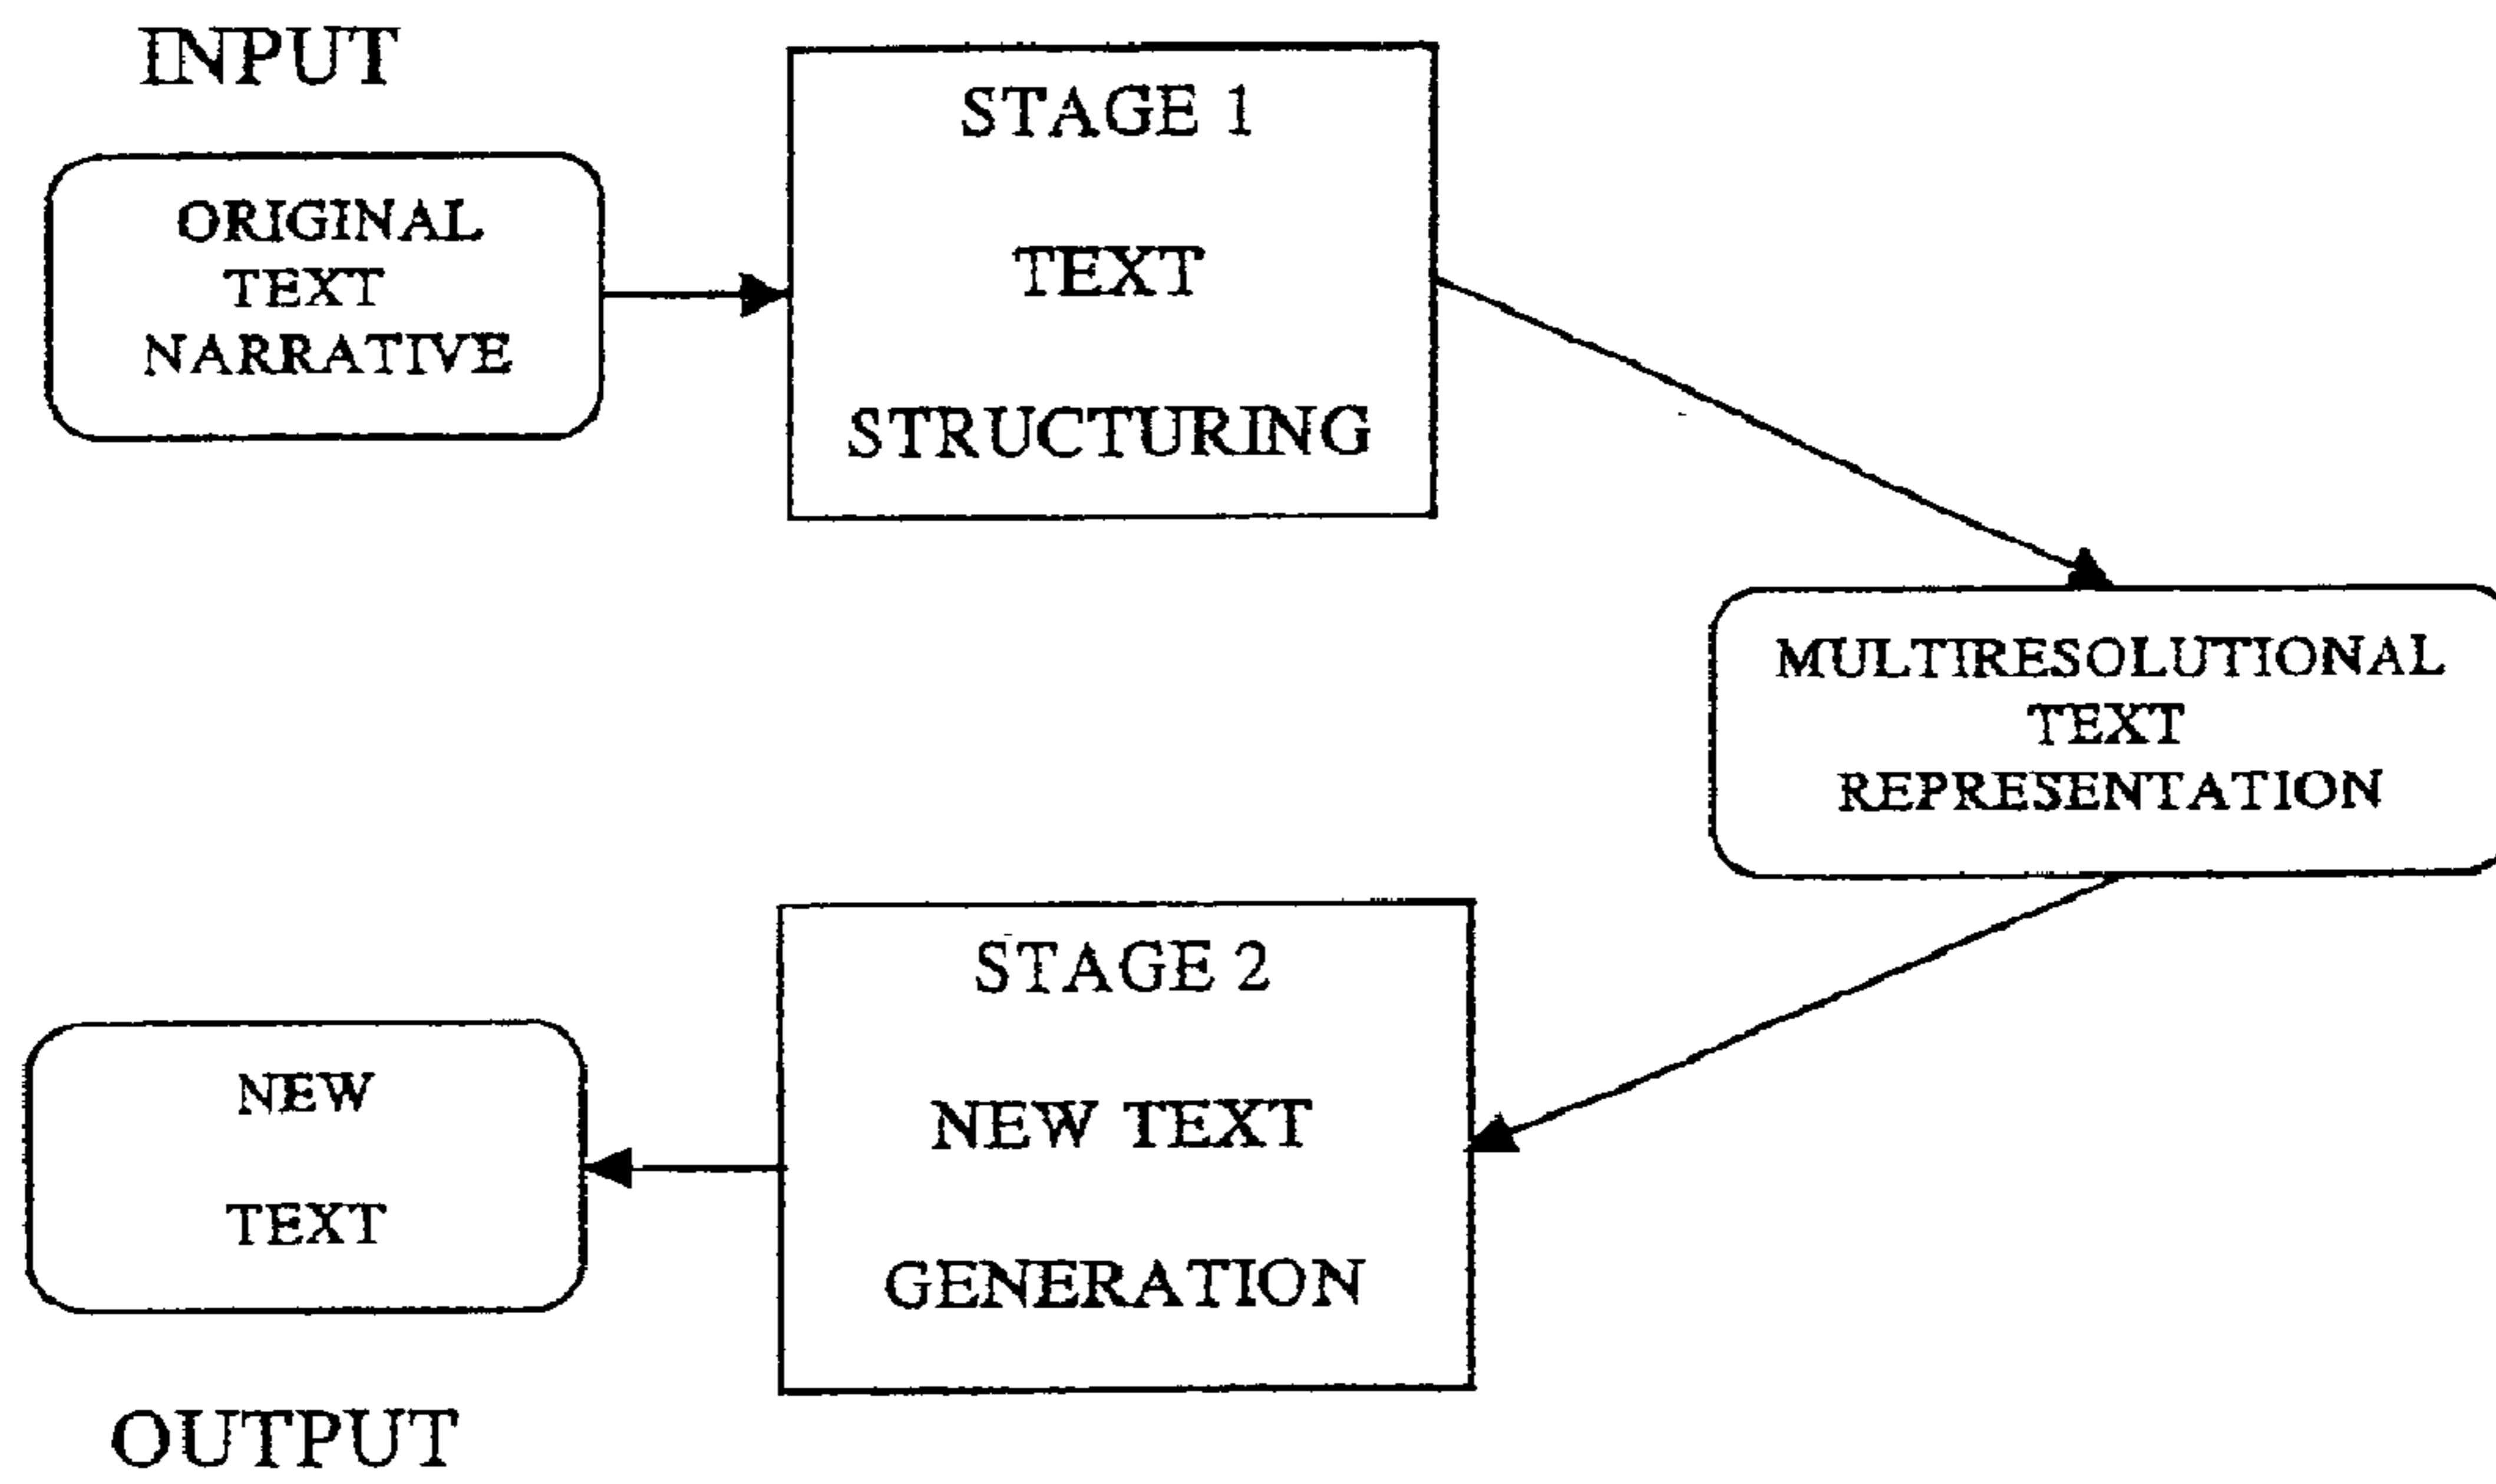 INPUT
ORIGINAL
TEXT
NARRATIVE
STAGE 1
TEXT
STRUCTURING
MULTIRESOLUTIONAL
TEXT
REPRESENTATION
STAGE 2
NEW TEXT
GENERATION
NEW
TEXT
OUTPUT